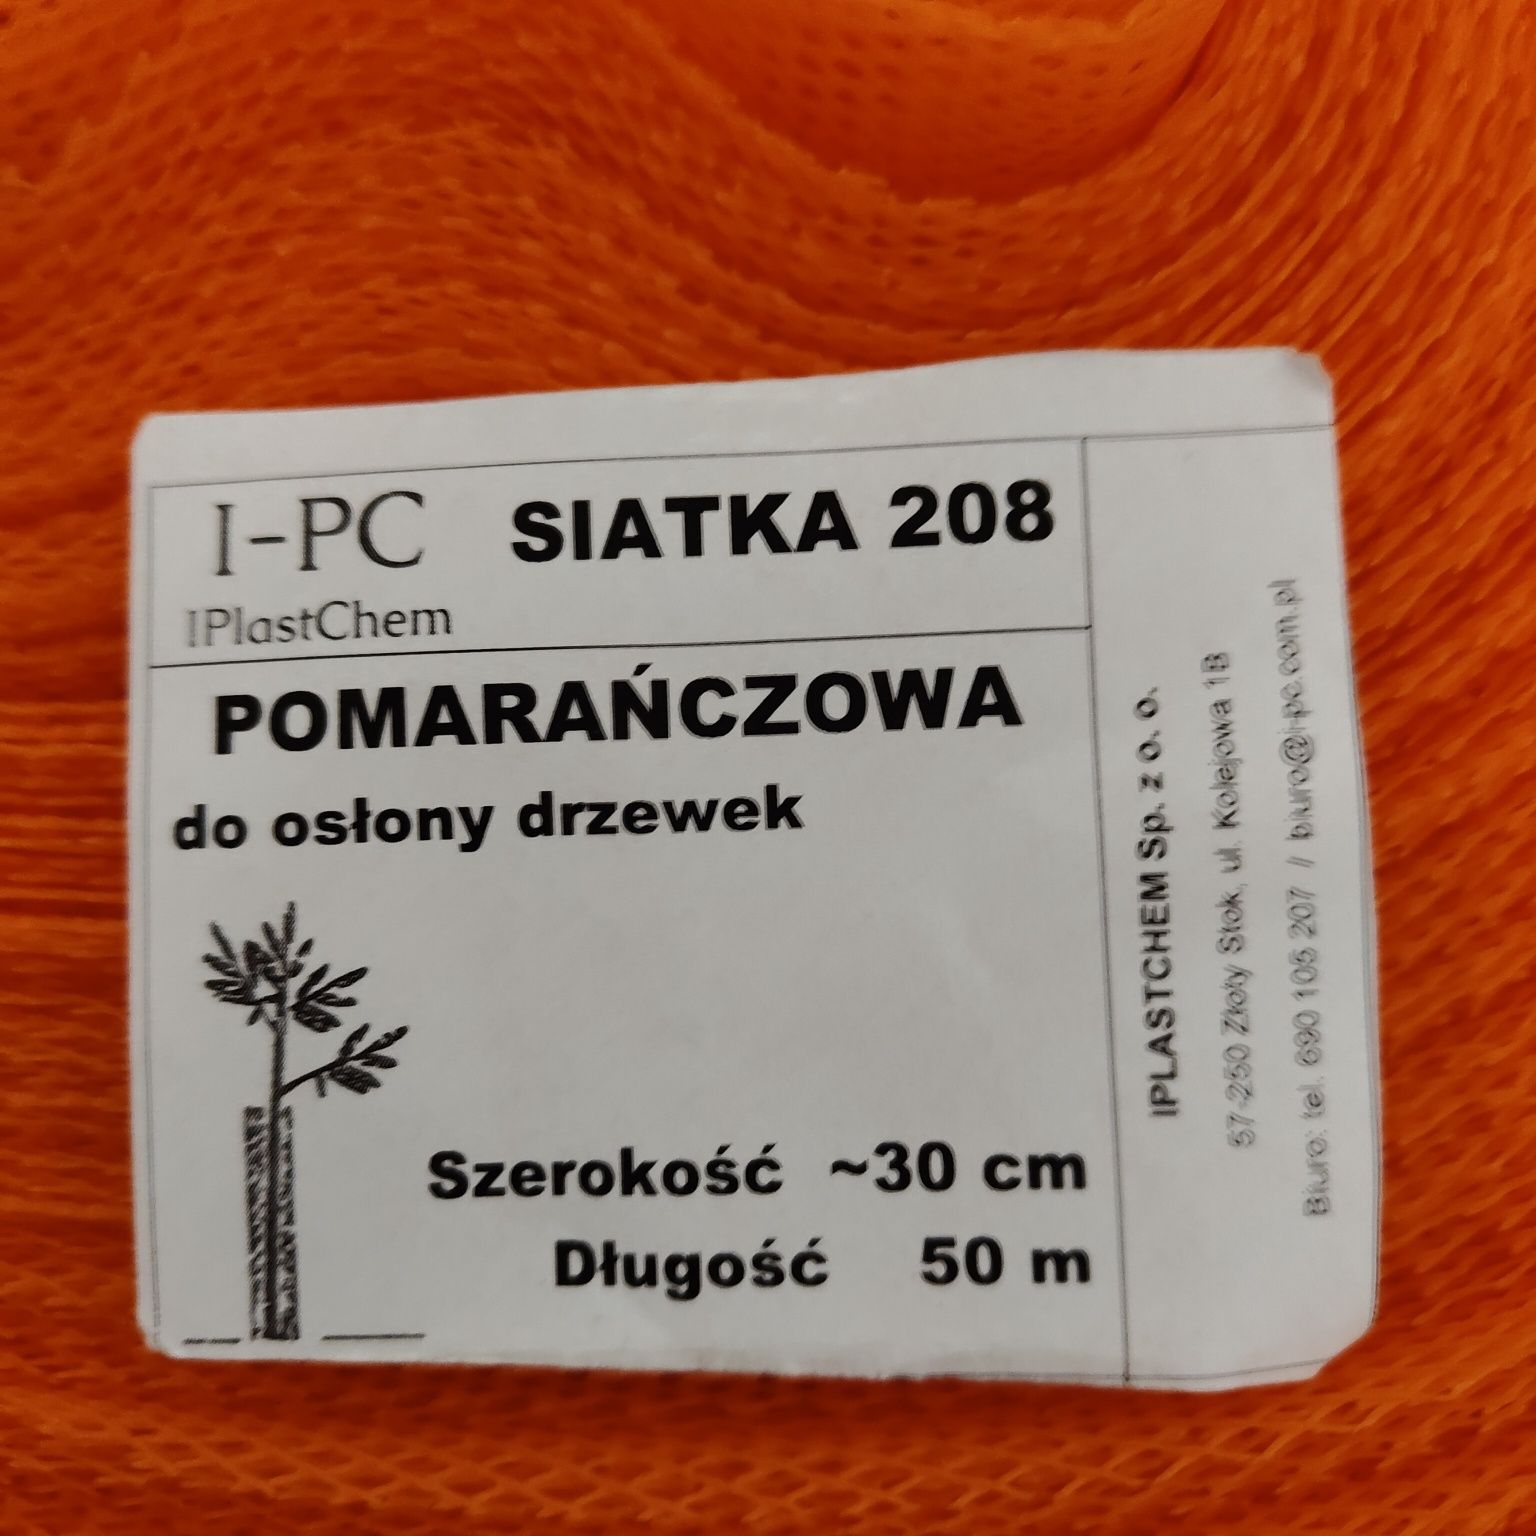 I-PC
IPlastChem
SIATKA 208
POMARAŃCZOWA
do osłony drzewek
Szerokość ~30 cm
Długość 50 m
IPLASTCHEM Sp. z o. o.
57-250 Złoty Stok, ul. Kolejowa 1B
Biuro: tel. 690 105 207 // biuro@i-pc.com.pl